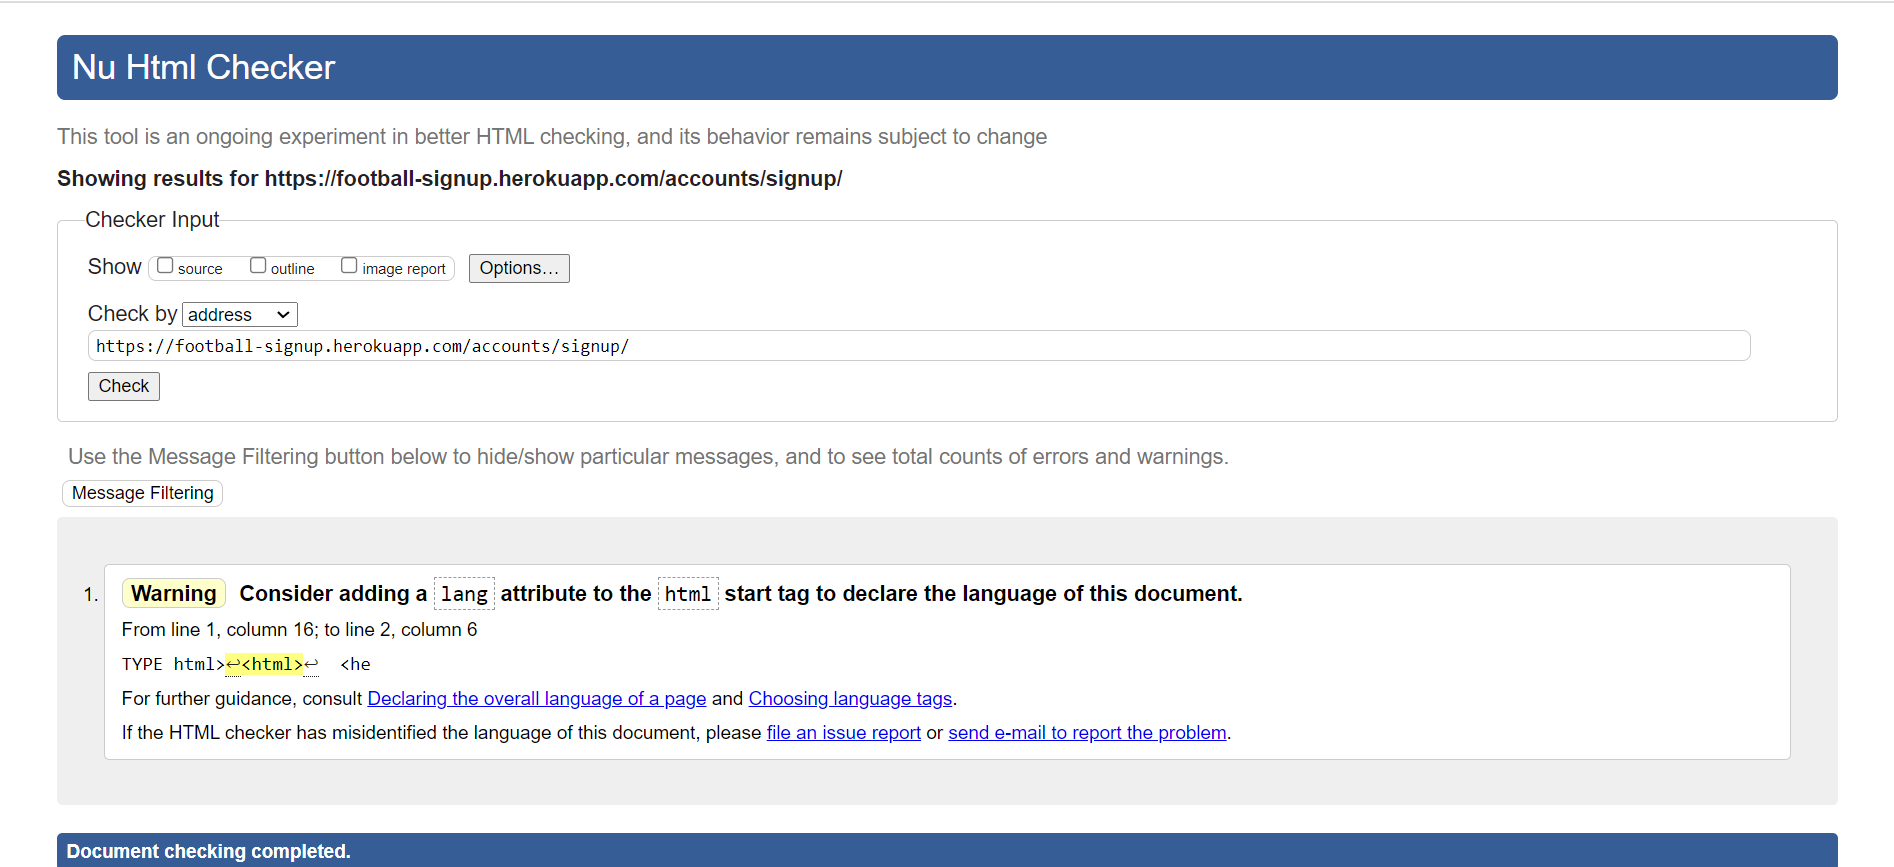 Nu Html Checker
This tool is an ongoing experiment in better HTML checking, and its behavior remains subject to change
Showing results for https://football-signup.herokuapp.com/accounts/signup/
Checker Input
Show source outline image report Options...
Check by address
https://football-signup.herokuapp.com/accounts/signup/
Check
Use the Message Filtering button below to hide/show particular messages, and to see total counts of errors and warnings.
Message Filtering
1. Warning Consider adding a lang attribute to the html start tag to declare the language of this document.
From line 1, column 16; to line 2, column 6
TYPE html>↩<html>↩ <he
For further guidance, consult Declaring the overall language of a page and Choosing language tags.
If the HTML checker has misidentified the language of this document, please file an issue report or send e-mail to report the problem.
Document checking completed.